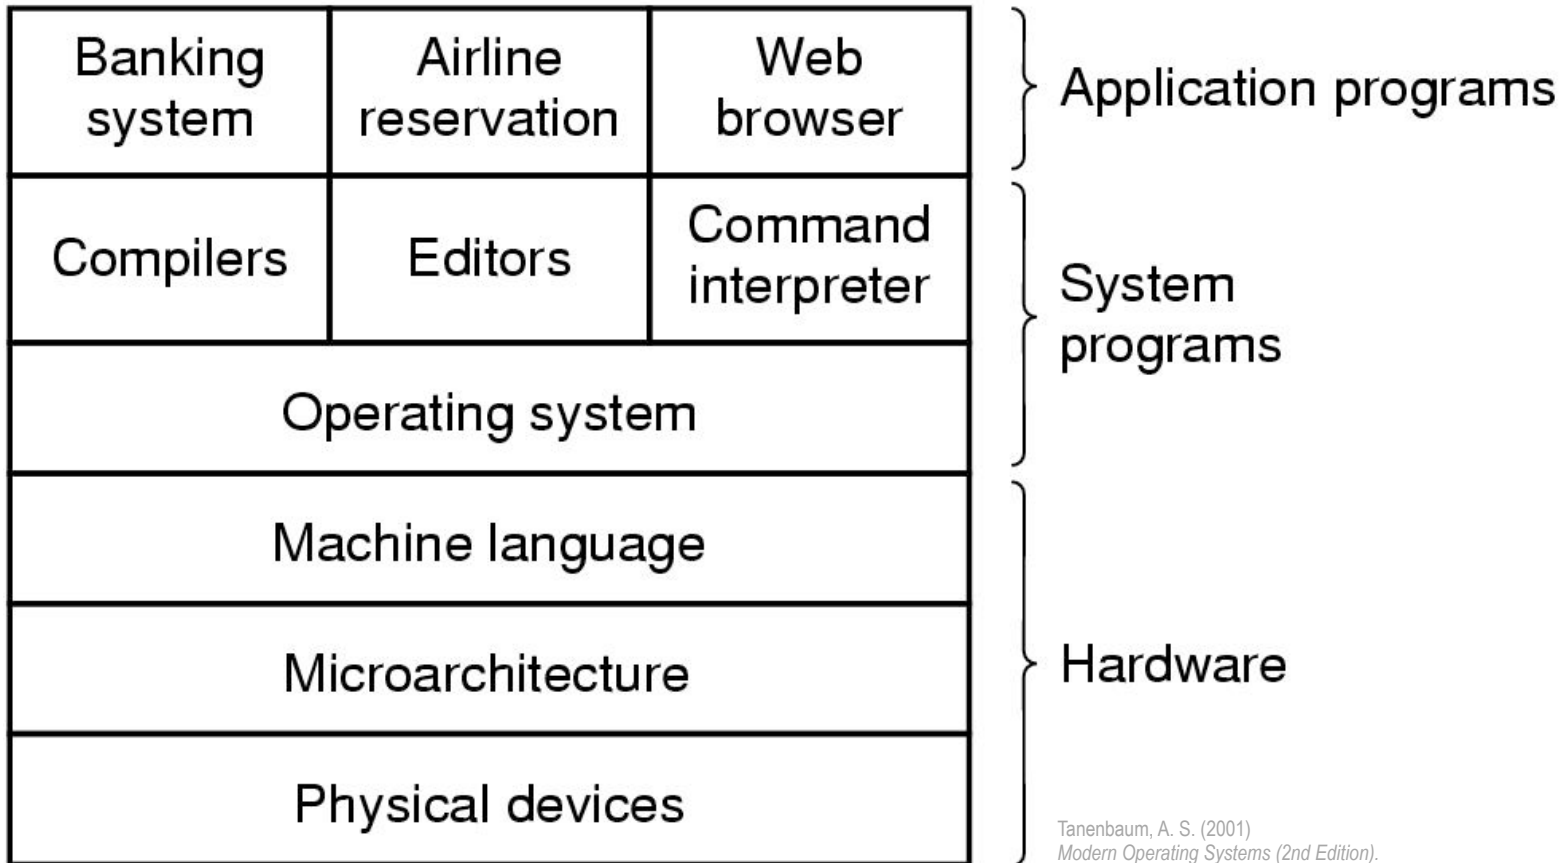 Banking
system
Airline
reservation
Web
browser
Application programs
Compilers
Editors
Command
interpreter
System
programs
Operating system
Machine language
Microarchitecture
Hardware
Physical devices
Tanenbaum, A. S. (2001)
Modern Operating Systems (2nd Edition).